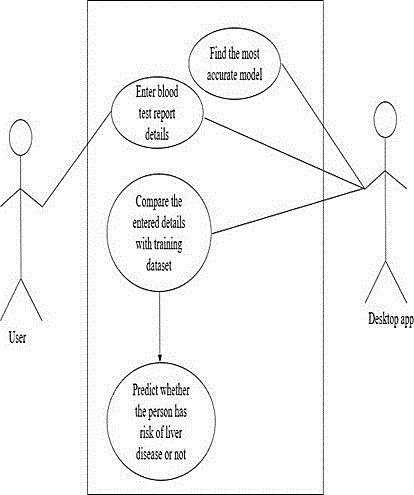 Find the most
accurate model
Enter blood
test report
details
Compare the
entered details
with training
dataset
User
Desktop app
Predict whether
the person has
risk of liver
disease or not